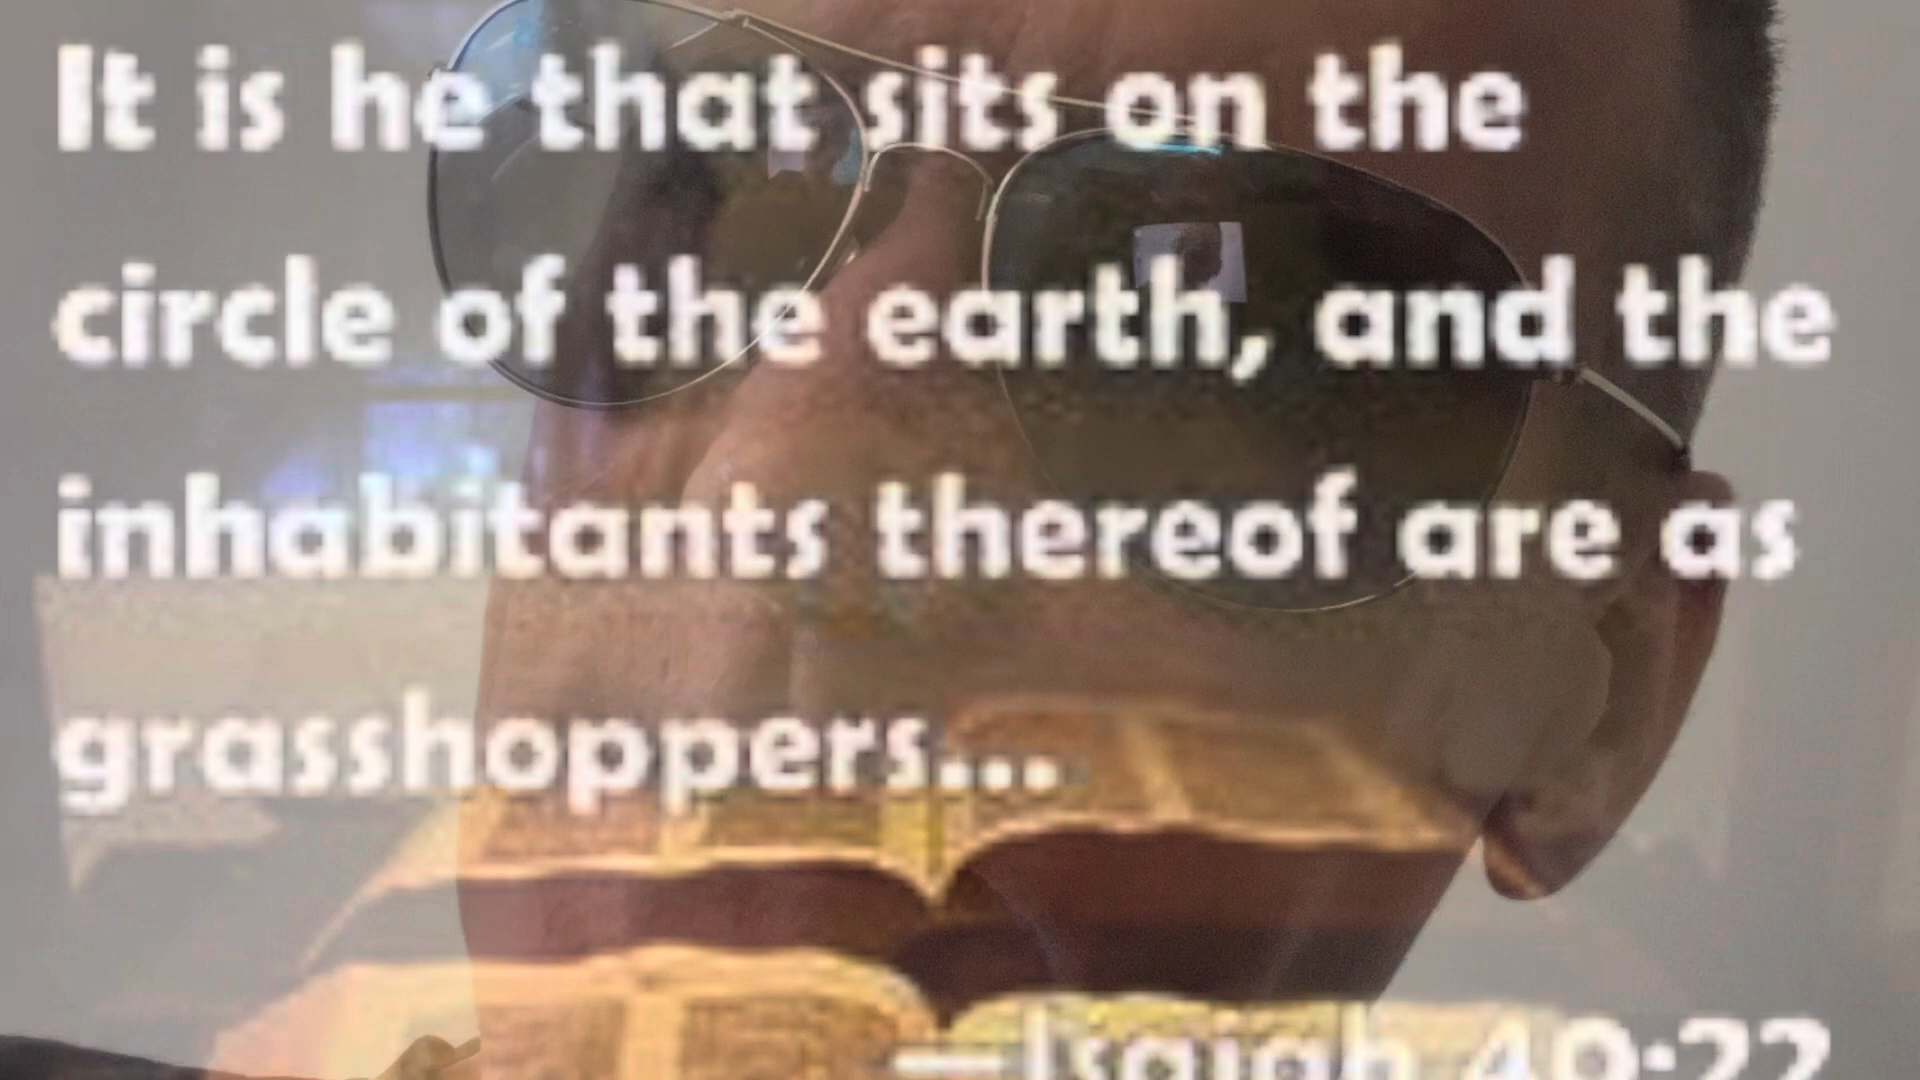 It is he that sits on the
circle of the earth, and the
inhabitants thereof are as
grasshoppers...
—Isaiah 40:22